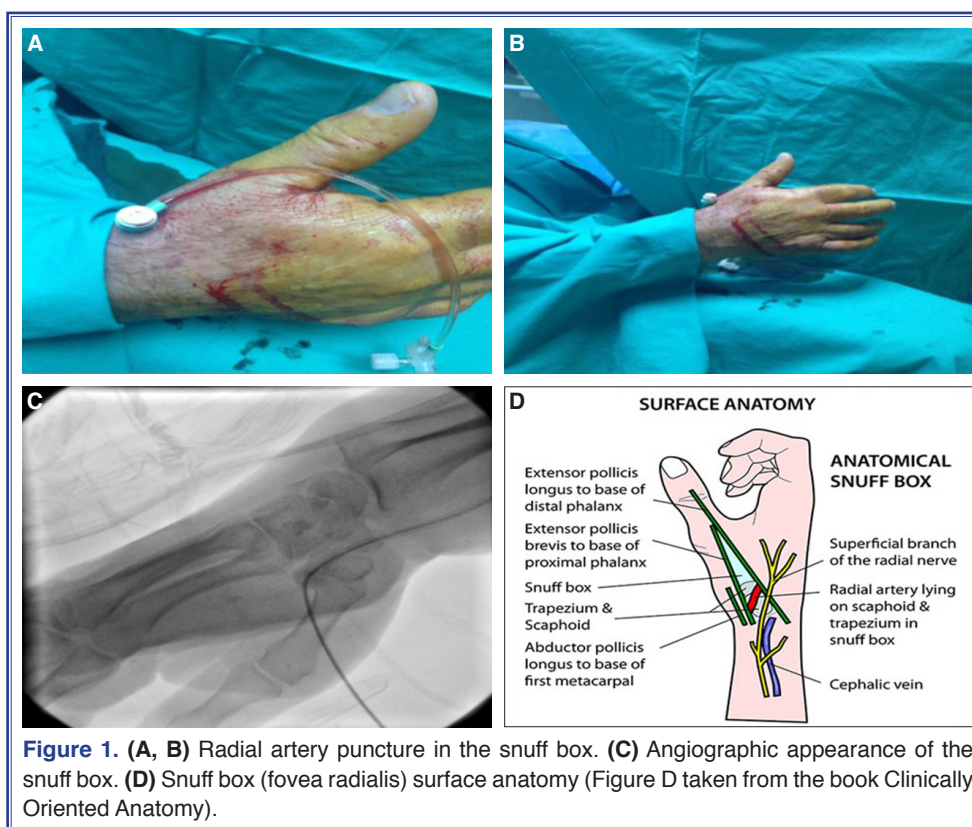 A
B
C
D
SURFACE ANATOMY
ANATOMICAL
SNUFF BOX
Extensor pollicis
longus to base of
distal phalanx
Extensor pollicis
brevis to base of
proximal phalanx
Snuff box
Trapezium &
Scaphoid
Abductor pollicis
longus to base of
first metacarpal
Superficial branch
of the radial nerve
Radial artery lying
on scaphoid &
trapezium in
snuff box
Cephalic vein
Figure 1. (A, B) Radial artery puncture in the snuff box. (C) Angiographic appearance of the
snuff box. (D) Snuff box (fovea radialis) surface anatomy (Figure D taken from the book Clinically
Oriented Anatomy).